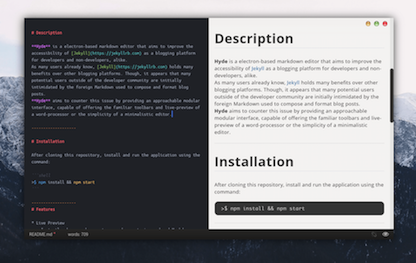 # Description
**Hyde** is a electron-based markdown editor that aims to improve the
accessibility of [Jekyll](https://jekyllrb.com) as a blogging platform
for developers and non-developers, alike.
As many users already know, [Jekyll](https://jekyllrb.com) holds many
benefits over other blogging platforms. Though, it appears that many
potential users outside of the developer community are initially
intimidated by the foreign Markdown used to compose and format blog
posts.
**Hyde** aims to counter this issue by providing an approachable modular
interface, capable of offering the familiar toolbars and live-preview of
a word-processor or the simplicity of a minimalistic editor.
# Installation
After cloning this repository, install and run the application using the
command:
>$ npm install && npm start
# Features
* Live Preview
README.md
words: 709
Description
Hyde is a electron-based markdown editor that aims to improve the
accessibility of Jekyll as a blogging platform for developers and non-
developers, alike.
As many users already know, Jekyll holds many benefits over other blogging
platforms. Though, it appears that many potential users outside
of the developer community are initially intimidated by the
foreign Markdown used to compose and format blog posts.
Hyde aims to counter this issue by providing an approachable modular
interface, capable of offering the familiar toolbars and live-preview of
a word-processor or the simplicity of a minimalistic
editor.
Installation
After cloning this repository, install and run the application using the
command:
>$ npm install && npm start